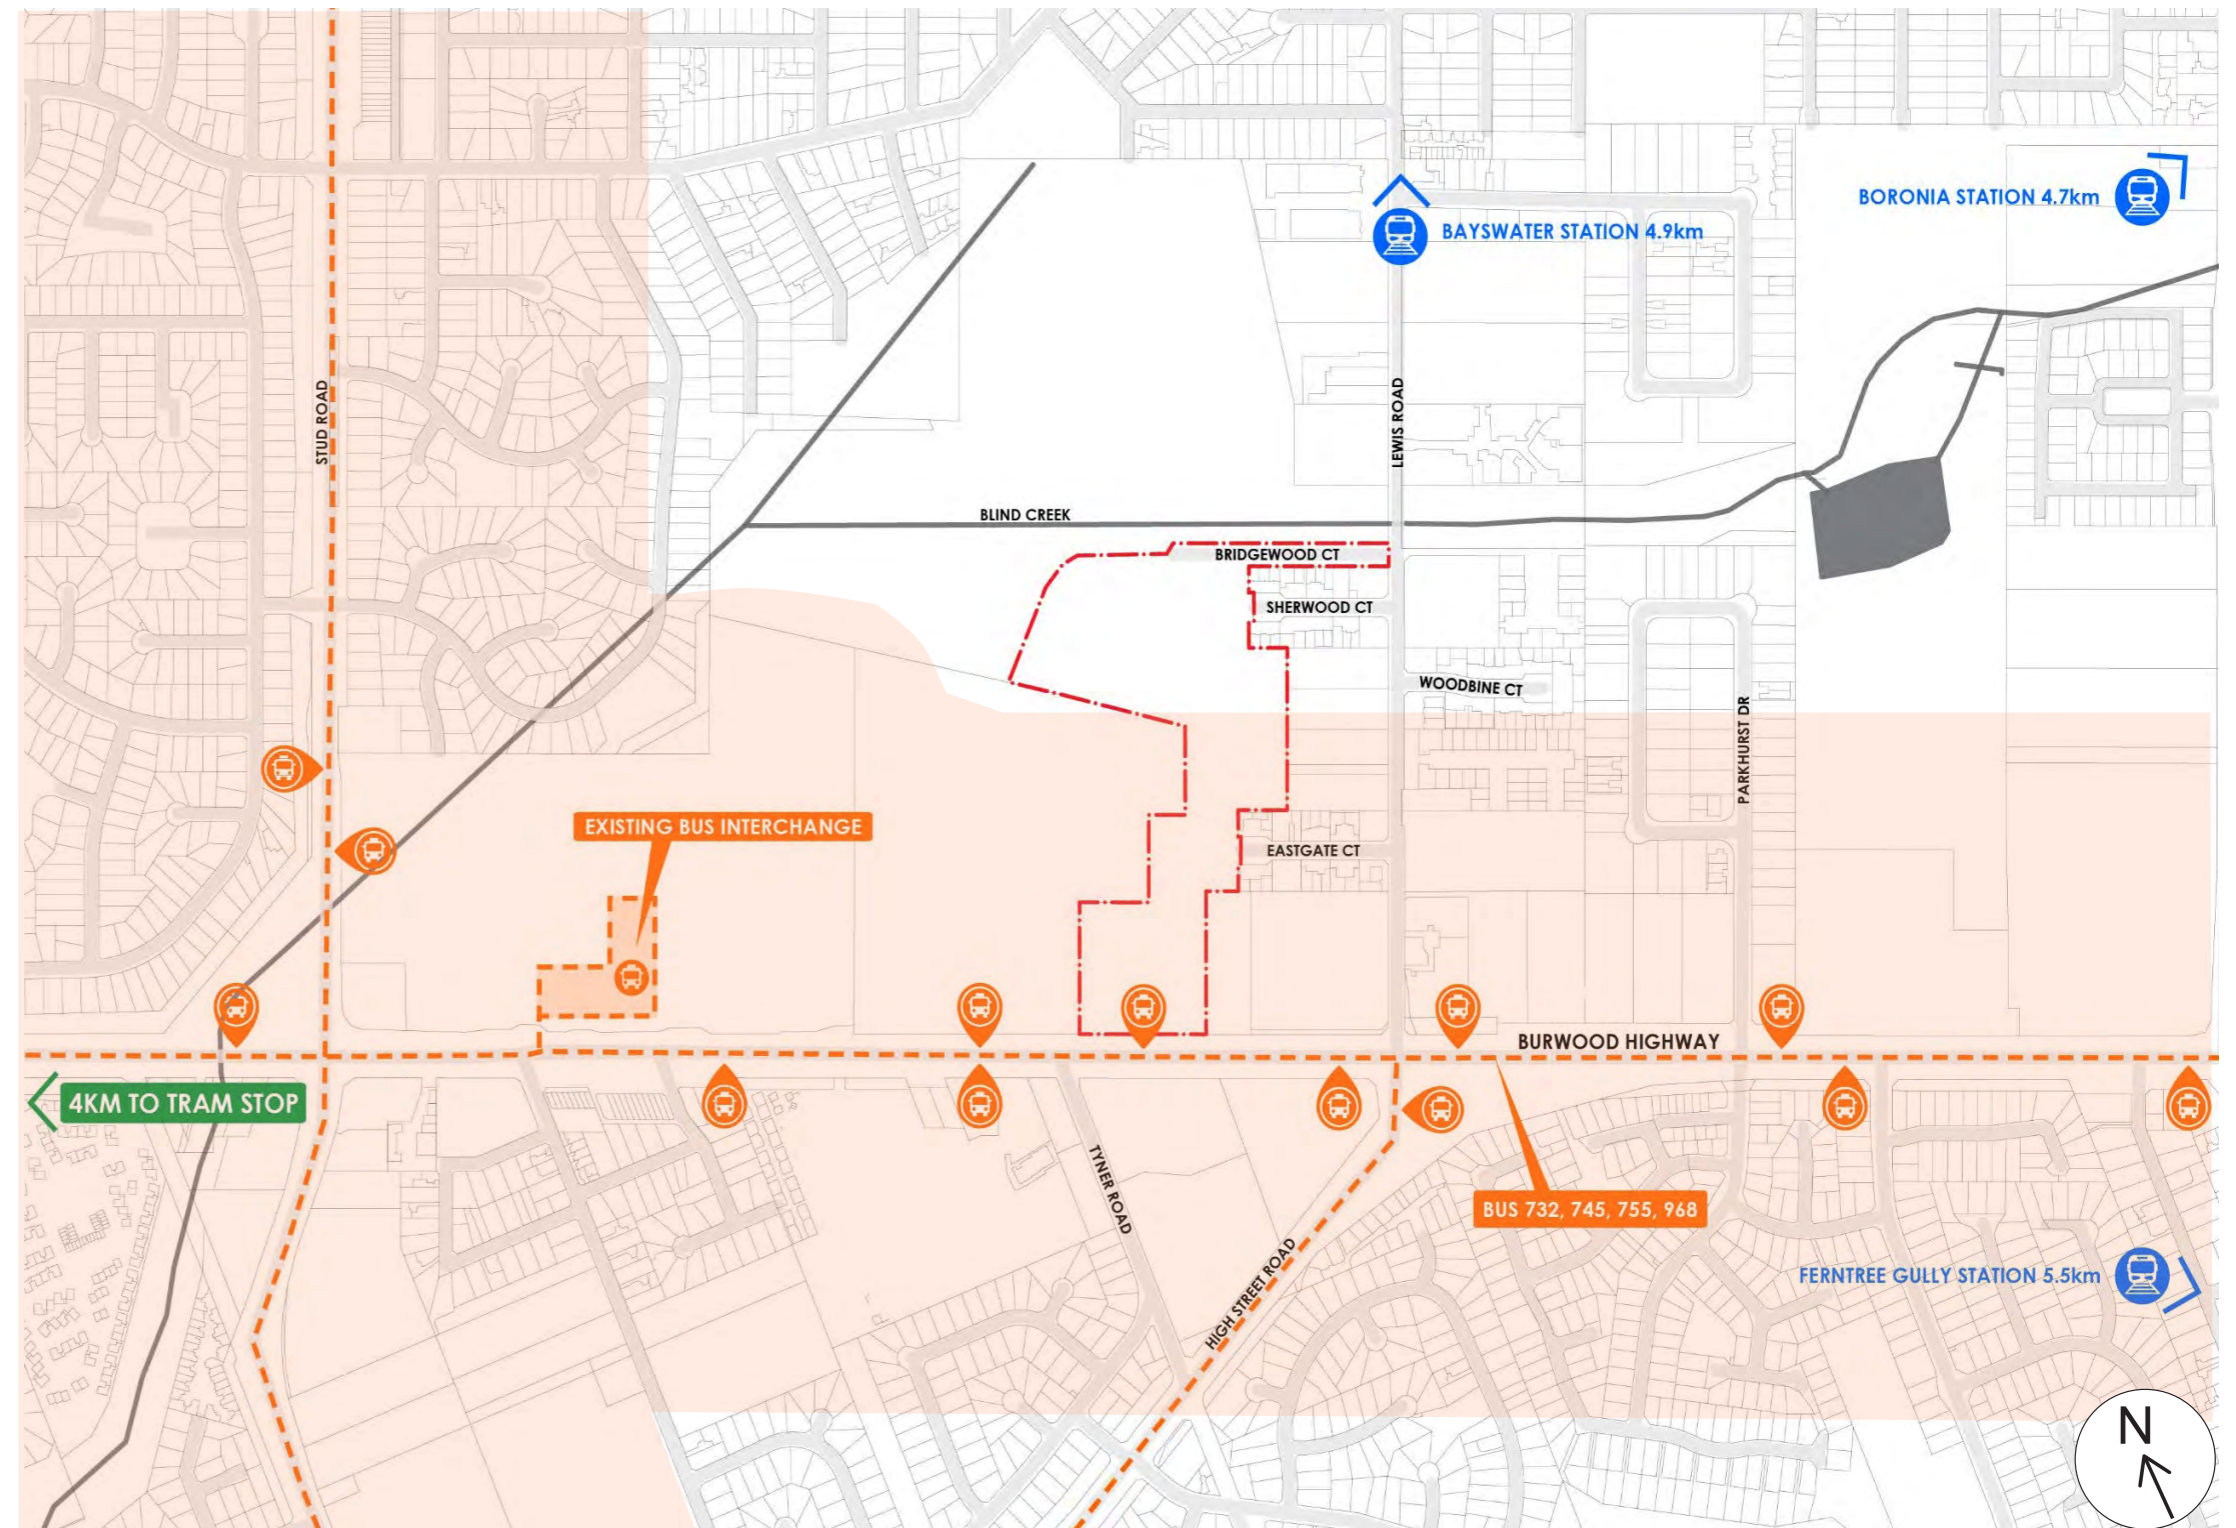 BORONIA STATION 4.7km
BAYSWATER STATION 4.9km
STUD ROAD
LEWIS ROAD
BLIND CREEK
BRIDGEWOOD CT
SHERWOOD CT
WOODBINE CT
PARKHURST DR
EXISTING BUS INTERCHANGE
EASTGATE CT
BURWOOD HIGHWAY
4KM TO TRAM STOP
TYNER ROAD
BUS 732, 745, 755, 968
HIGH STREET ROAD
FERNTREE GULLY STATION 5.5km
N